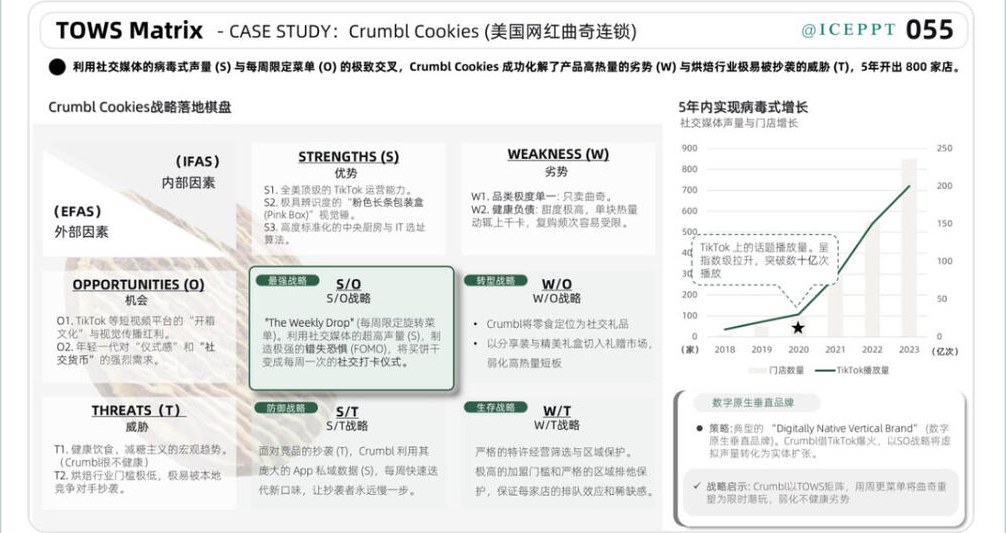 TOWS Matrix - CASE STUDY：Crumbl Cookies (美国网红曲奇连锁)
@ICEPPT 055
利用社交媒体的病毒式声量 (S) 与每周限定菜单 (O) 的极致交叉，Crumbl Cookies 成功化解了产品高热量的劣势 (W) 与烘焙行业极易被抄袭的威胁 (T)，5年开出 800 家店。
Crumbl Cookies战略落地棋盘
（IFAS）
内部因素
（EFAS）
外部因素
STRENGTHS (S)
优势
S1. 全美顶级的 TikTok 运营能力。
S2. 极具辨识度的 “粉色长条包装盒
(Pink Box)” 视觉锤。
S3. 高度标准化的中央厨房与 IT 选址
算法。
WEAKNESS (W)
劣势
W1. 品类极度单一: 只卖曲奇。
W2. 健康负债: 甜度极高，单块热量
动辄上千卡，复购频次容易受限。
OPPORTUNITIES (O)
机会
O1. TikTok 等短视频平台的 “开箱
文化” 与视觉传播红利。
O2. 年轻一代对 “仪式感” 和 “社
交货币” 的强烈需求。
最强战略
S/O
S/O战略
"The Weekly Drop" (每周限定旋转菜
单)。利用社交媒体的超高声量 (S)，制
造极强的错失恐惧 (FOMO)，将买饼干
变成每周一次的社交打卡仪式。
转型战略
W/O
W/O战略
• Crumbl将零食定位为社交礼品
• 以分享装与精美礼盒切入礼赠市场，
弱化高热量短板
THREATS（T）
威胁
T1. 健康饮食，减糖主义的宏观趋势。
（Crumbl很不健康）
T2. 烘焙行业门槛极低，极易被本地
竞争对手抄袭。
防御战略
S/T
S/T战略
面对竞品的抄袭 (T)，Crumbl 利用其
庞大的 App 私域数据 (S)，每周快速迭
代新口味，让抄袭者永远慢一步。
生存战略
W/T
W/T战略
严格的特许经营筛选与区域保护。
极高的加盟门槛和严格的区域排他保
护，保证每家店的排队效应和稀缺感。
5年内实现病毒式增长
社交媒体声量与门店增长
900
800
700
600
500
300
200
100
0
250
200
150
100
50
0
TikTok 上的话题播放量。呈
指数级拉升，突破数十亿次
播放
（家） 2018 2019 2020 2021 2022 2023 (亿次)
门店数量 TikTok播放量
数字原生垂直品牌
● 策略:典型的 “Digitally Native Vertical Brand” (数字
原生垂直品牌)。Crumbl借TikTok爆火，以SO战略将虚
拟声量转化为实体扩张。
✓ 战略启示: Crumbl以TOWS矩阵，用周更菜单将曲奇重
塑为限时潮玩，弱化不健康劣势